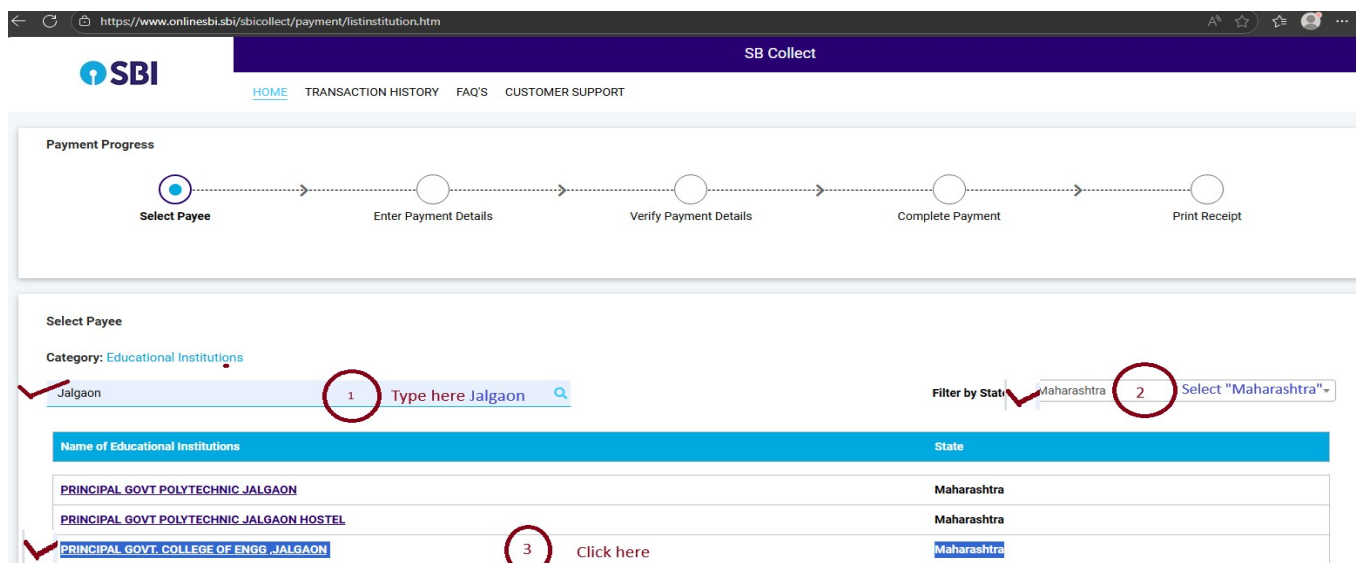 https://www.onlinesbi.sbi/sbicollect/payment/listinstitution.htm
SBI
SB Collect
HOME TRANSACTION HISTORY FAQ'S CUSTOMER SUPPORT
Payment Progress
Select Payee Enter Payment Details Verify Payment Details Complete Payment Print Receipt
Select Payee
Category: Educational Institutions
Jalgaon 1 Type here Jalgaon Filter by State Maharashtra 2 Select "Maharashtra"
Name of Educational Institutions State
PRINCIPAL GOVT POLYTECHNIC JALGAON Maharashtra
PRINCIPAL GOVT POLYTECHNIC JALGAON HOSTEL Maharashtra
PRINCIPAL GOVT. COLLEGE OF ENGG ,JALGAON 3 Click here Maharashtra